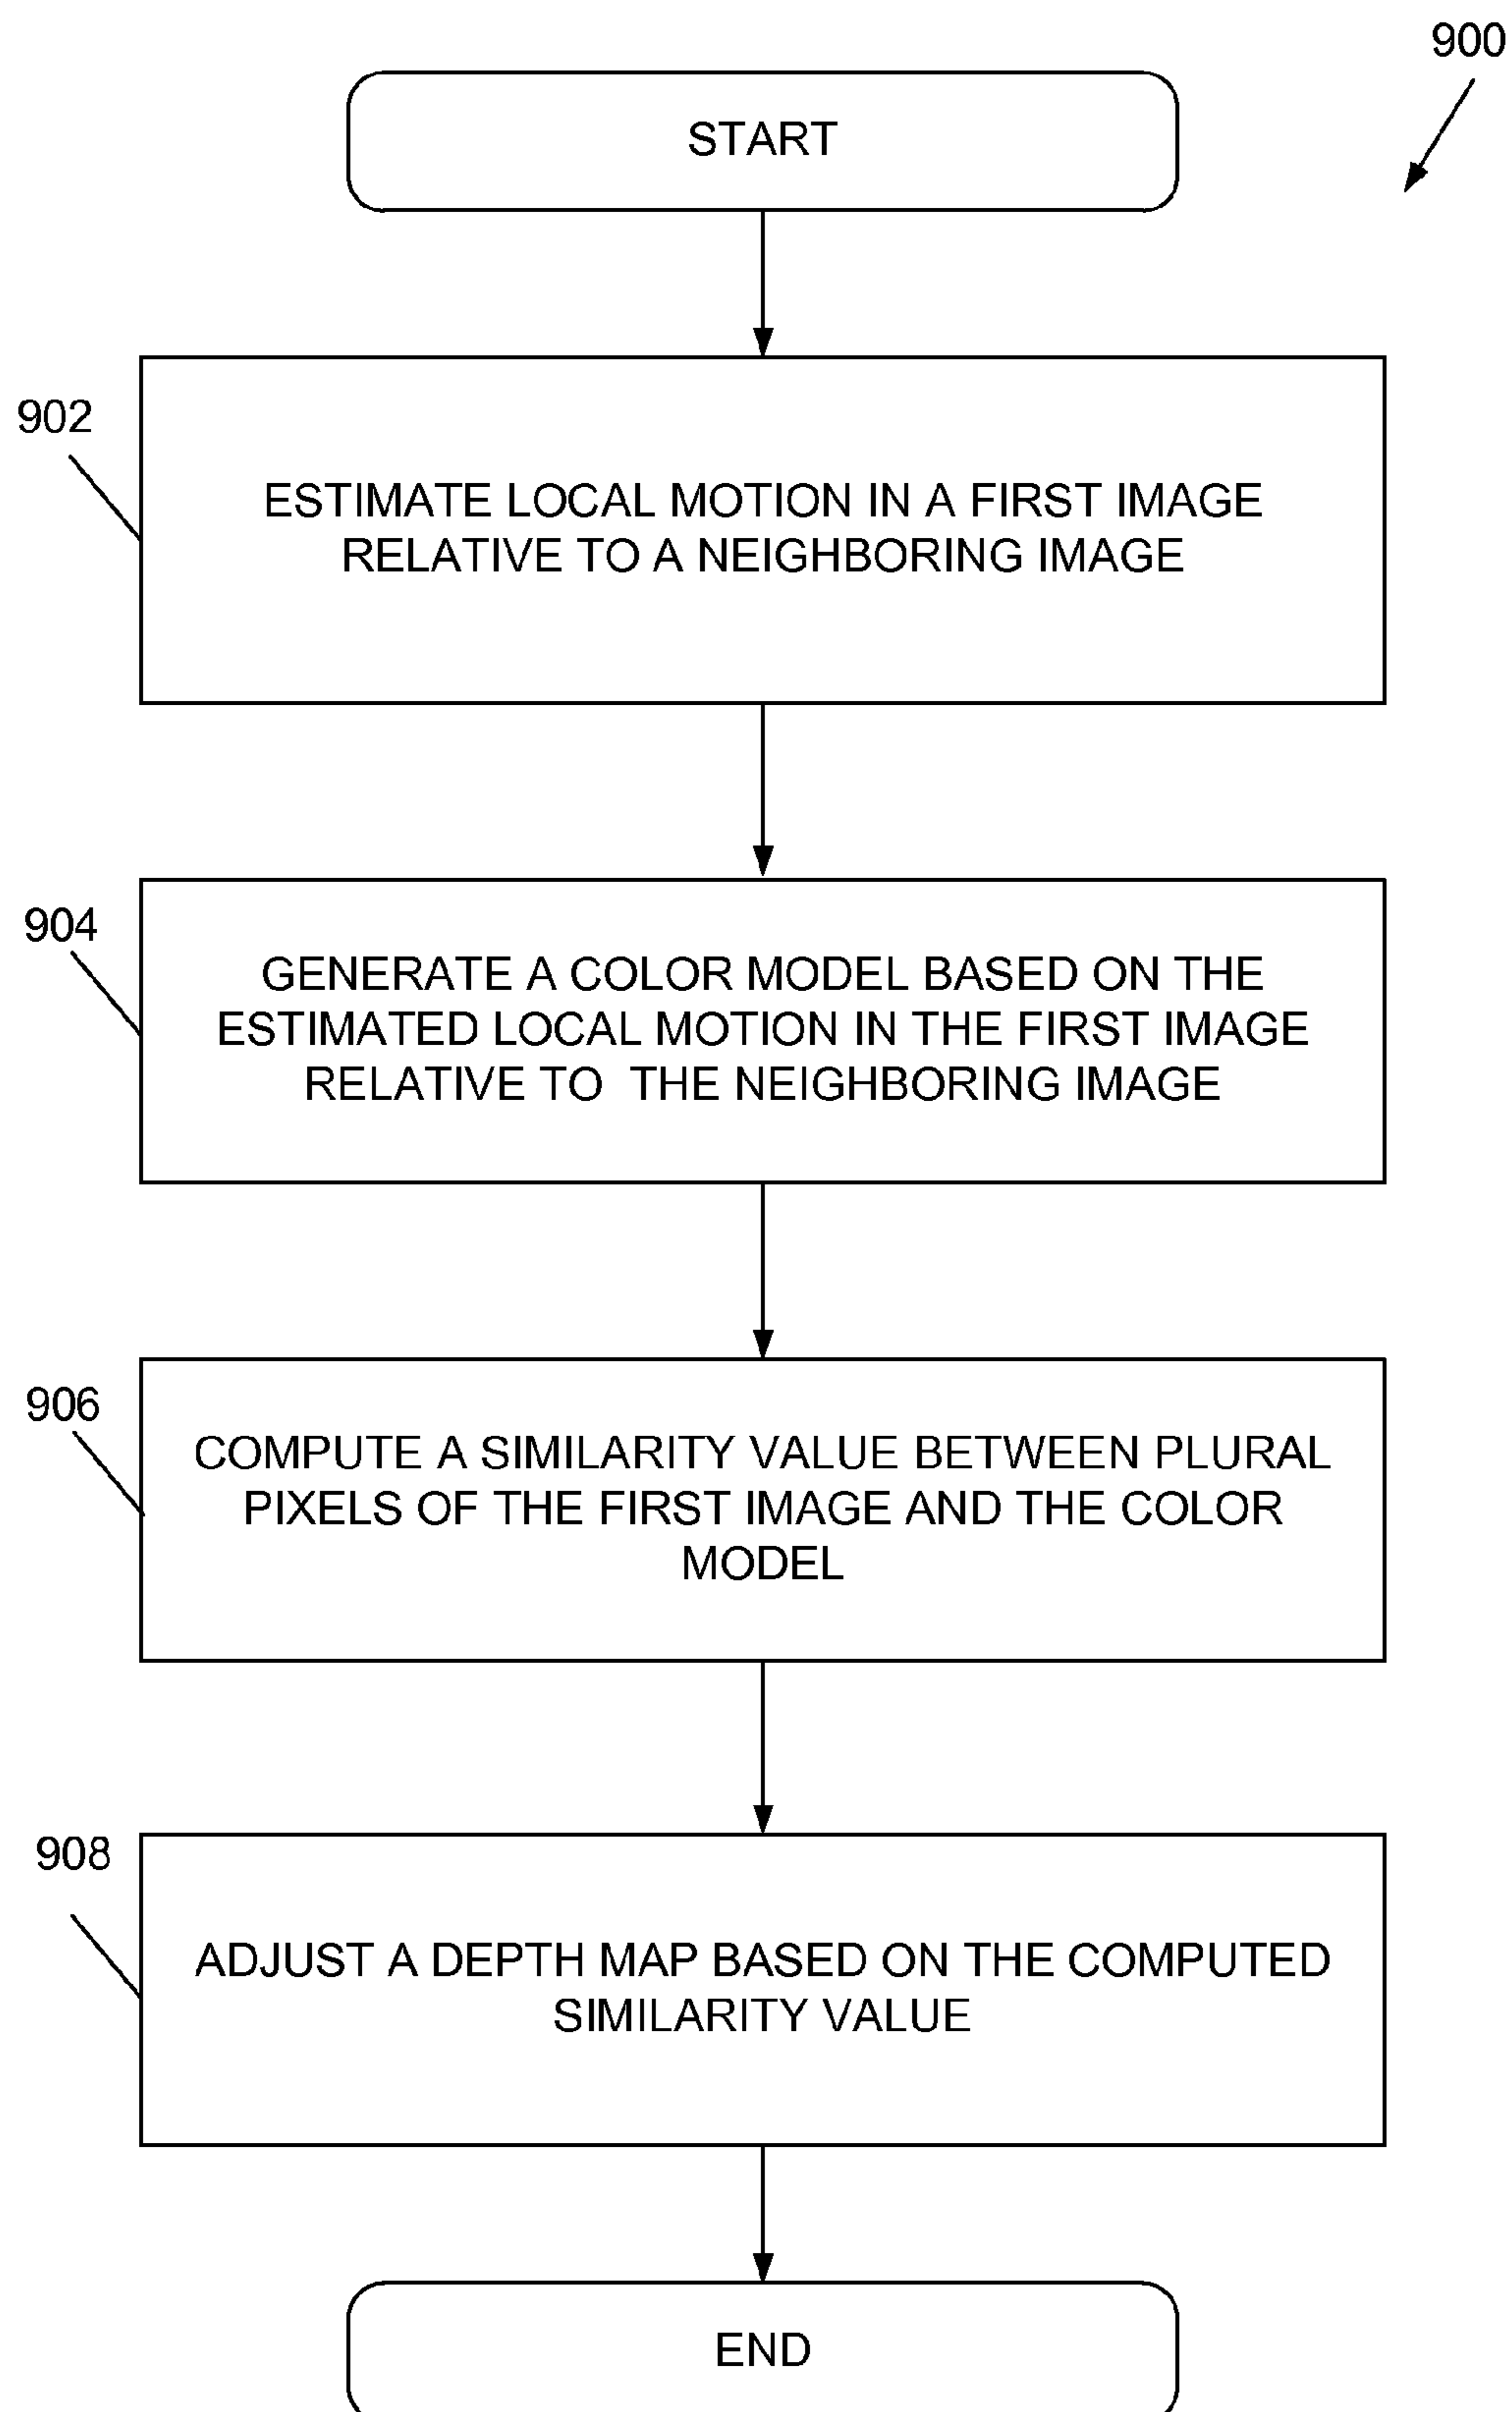 900
START
902
ESTIMATE LOCAL MOTION IN A FIRST IMAGE
RELATIVE TO A NEIGHBORING IMAGE
904
GENERATE A COLOR MODEL BASED ON THE
ESTIMATED LOCAL MOTION IN THE FIRST IMAGE
RELATIVE TO THE NEIGHBORING IMAGE
906
COMPUTE A SIMILARITY VALUE BETWEEN PLURAL
PIXELS OF THE FIRST IMAGE AND THE COLOR
MODEL
908
ADJUST A DEPTH MAP BASED ON THE COMPUTED
SIMILARITY VALUE
END